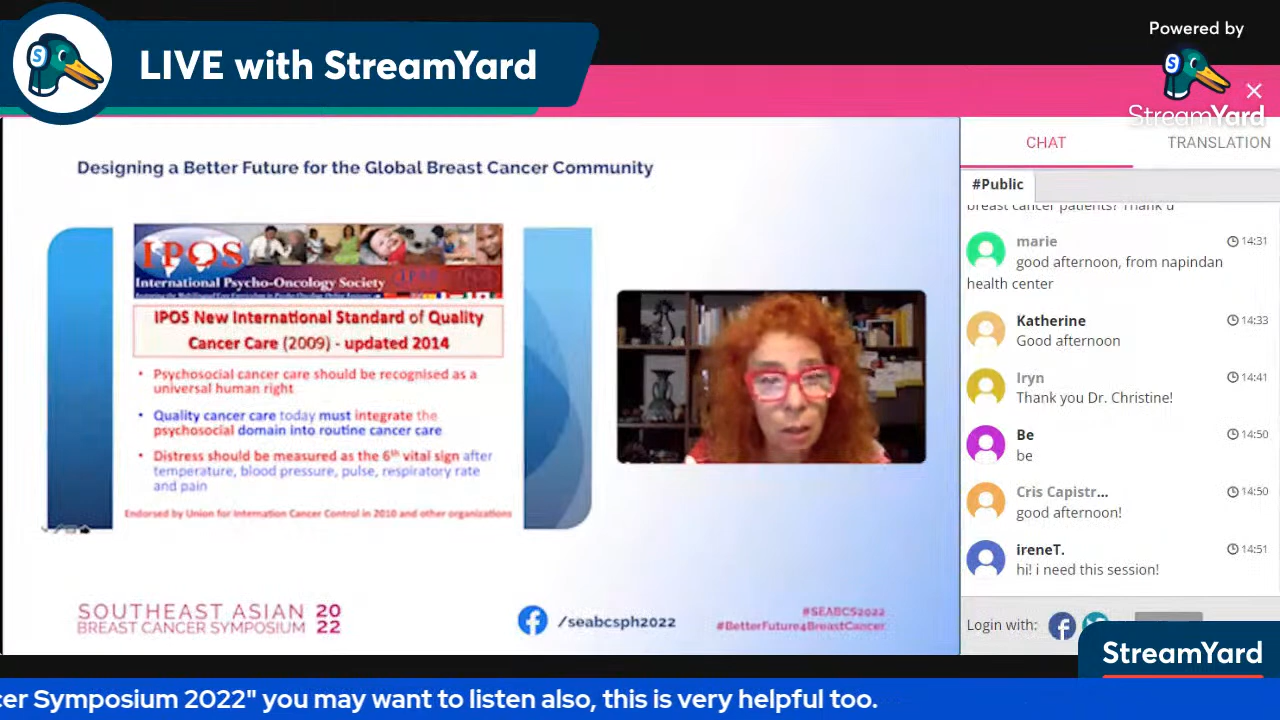 LIVE with StreamYard
Powered by
StreamYard
Designing a Better Future for the Global Breast Cancer Community
IPOS
International Psycho-Oncology Society
IPOS New International Standard of Quality
Cancer Care (2009) - updated 2014
• Psychosocial cancer care should be recognised as a
universal human right
• Quality cancer care today must integrate the
psychosocial domain into routine cancer care
• Distress should be measured as the 6th vital sign after
temperature, blood pressure, pulse, respiratory rate
and pain
Endorsed by Union for Internation Cancer Control in 2010 and other organizations
SOUTHEAST ASIAN
BREAST CANCER SYMPOSIUM
20
22
/seabcsph2022
#SEABCS2022
#BetterFuture4BreastCancer
CHAT
TRANSLATION
#Public
breast cancer patients? Thank u
marie 14:31
good afternoon, from napindan
health center
Katherine 14:33
Good afternoon
Iryn 14:41
Thank you Dr. Christine!
Be 14:50
be
Cris Capistr... 14:50
good afternoon!
ireneT. 14:51
hi! i need this session!
Login with:
StreamYard
cer Symposium 2022" you may want to listen also, this is very helpful too.